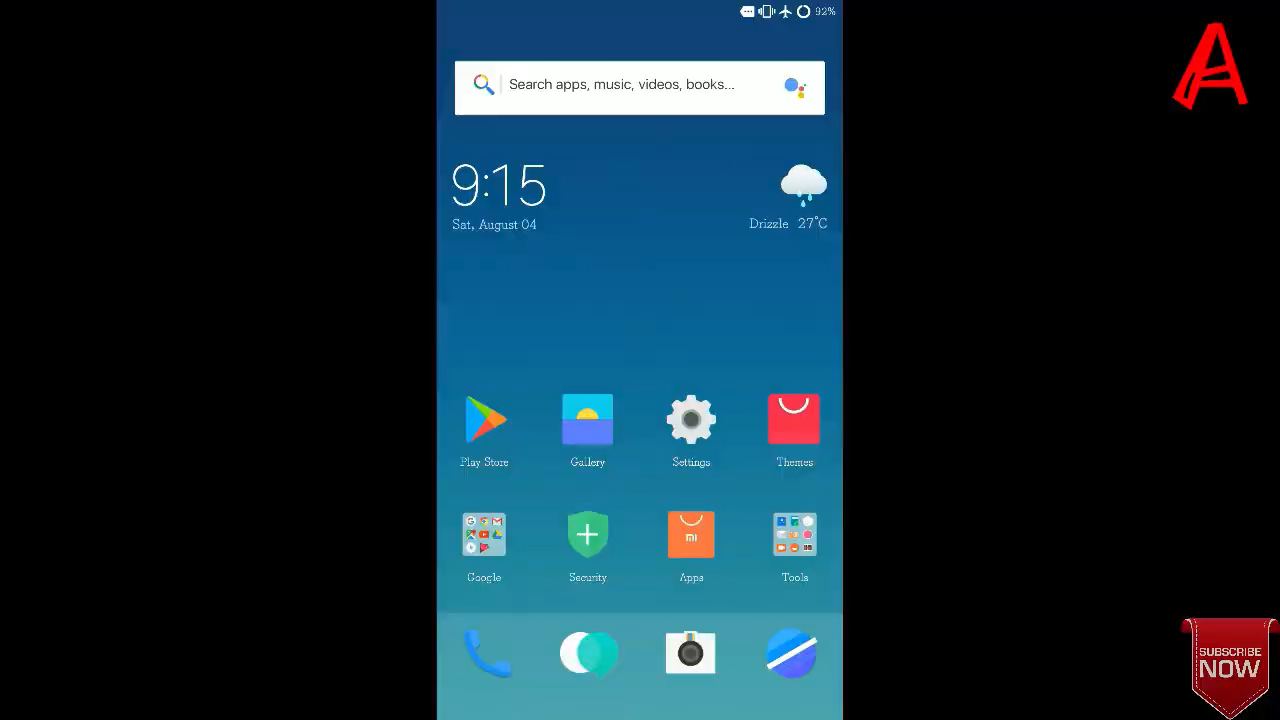 92%
Search apps, music, videos, books...
9:15
Sat, August 04
Drizzle 27°C
Play Store
Gallery
Settings
Themes
Google
Security
Apps
Tools
mi
A
SUBSCRIBE
NOW